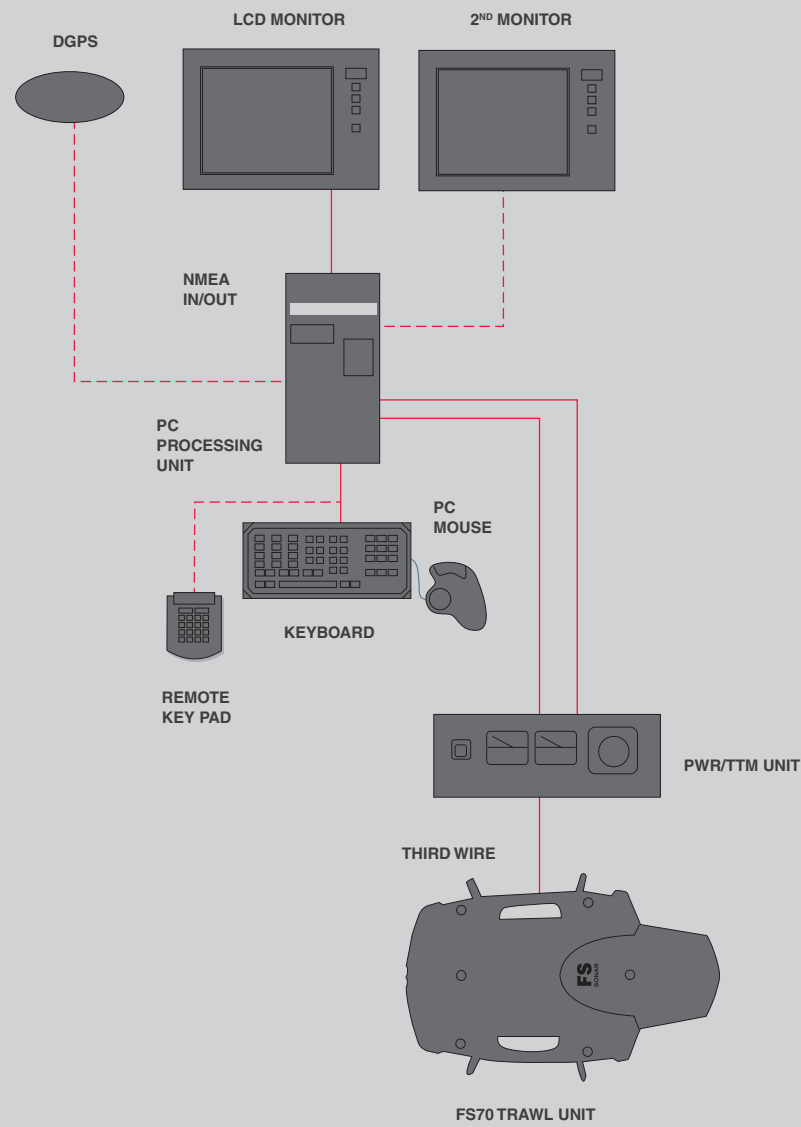 LCD MONITOR
2ND MONITOR
DGPS
NMEA
IN/OUT
PC
PROCESSING
UNIT
PC
MOUSE
KEYBOARD
REMOTE
KEY PAD
PWR/TTM UNIT
THIRD WIRE
FS
SONAR
FS70 TRAWL UNIT